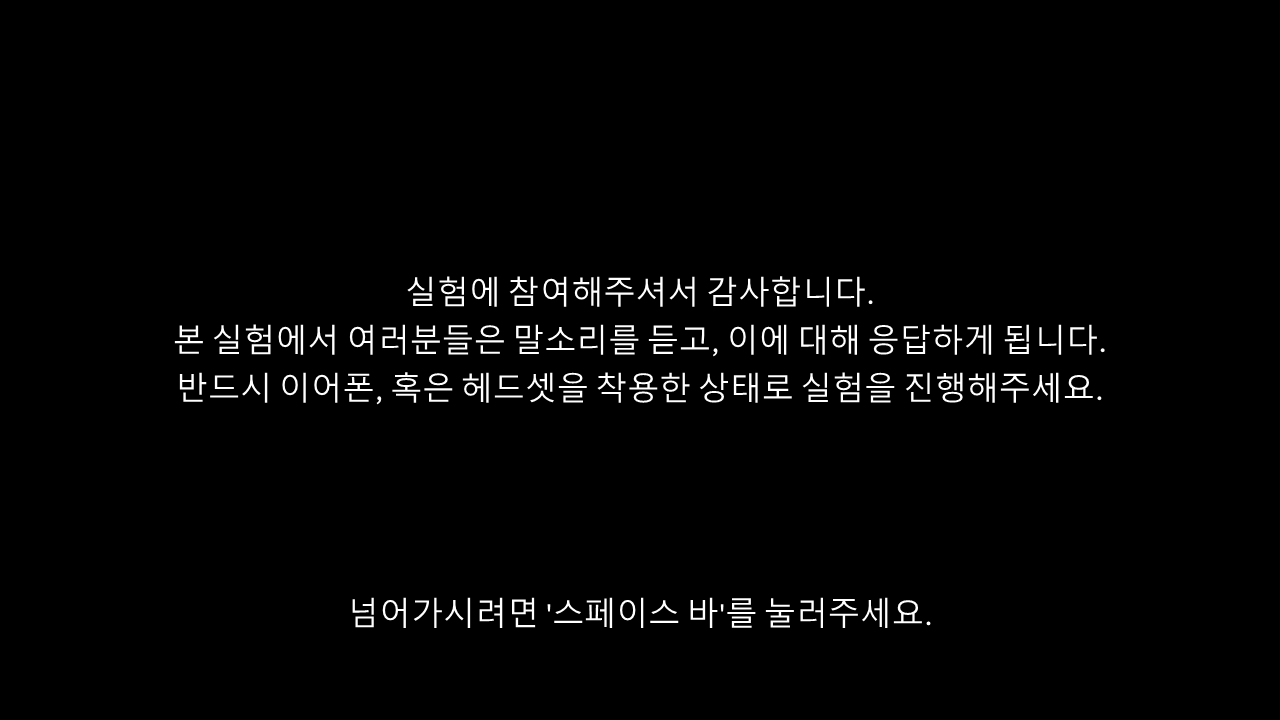 실험에 참여해주셔서 감사합니다.
본 실험에서 여러분들은 말소리를 듣고, 이에 대해 응답하게 됩니다.
반드시 이어폰, 혹은 헤드셋을 착용한 상태로 실험을 진행해주세요.
넘어가시려면 '스페이스 바'를 눌러주세요.